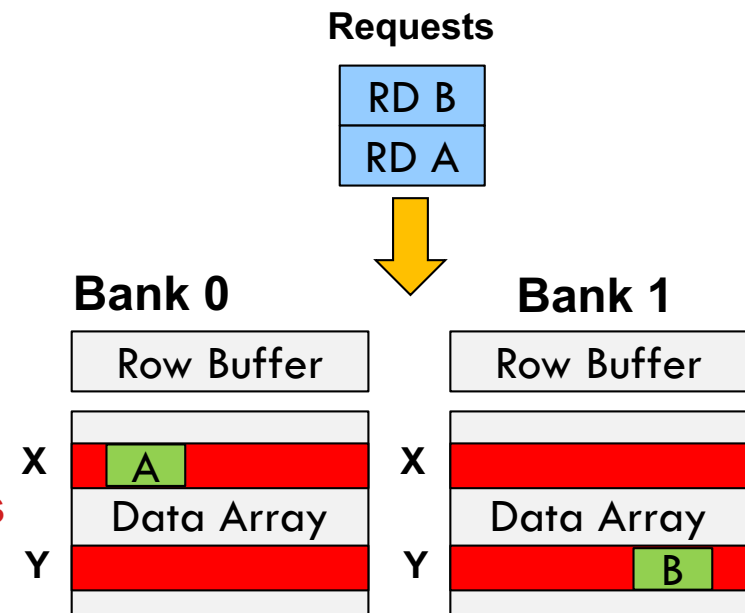 Requests
RD B
RD A
Bank 0 Bank 1
Row Buffer Row Buffer
X A X
s Data Array Data Array
Y Y B